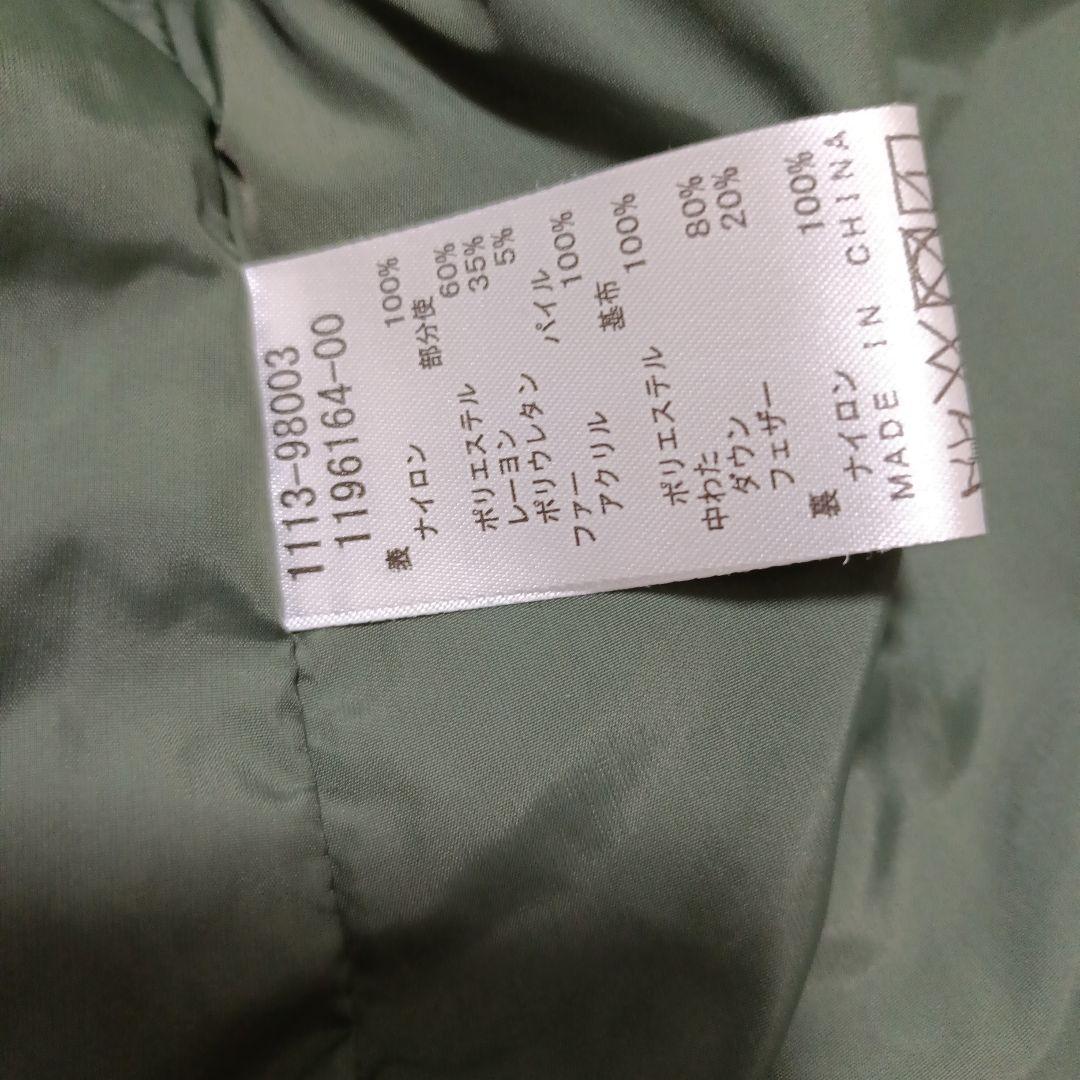 1113-98003
1196164-00
表
ナイロン 100%
部分使
ポリエステル 60%
レーヨン 35%
ポリウレタン 5%
ファー パイル
アクリル 100%
基布
ポリエステル 100%
中わた
ダウン 80%
フェザー 20%
裏
ナイロン 100%
MADE IN CHINA